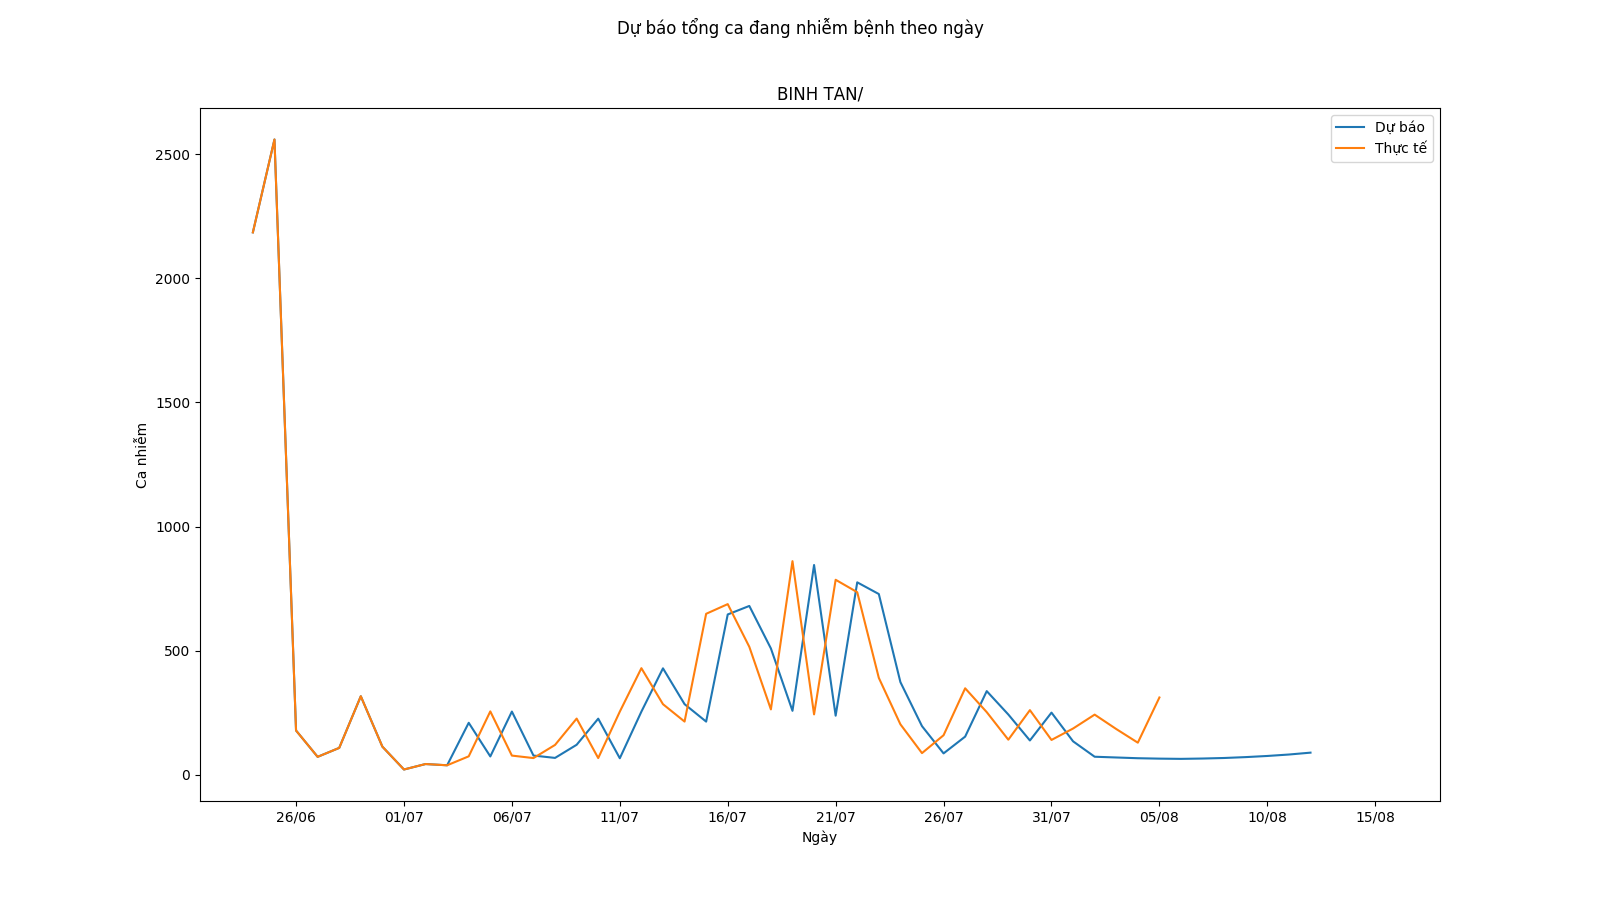 Dự báo tổng ca đang nhiễm bệnh theo ngày
BINH TAN/
Dự báo
Thực tế
2500
2000
1500
1000
500
0
Ca nhiễm
26/06 01/07 06/07 11/07 16/07 21/07 26/07 31/07 05/08 10/08 15/08
Ngày